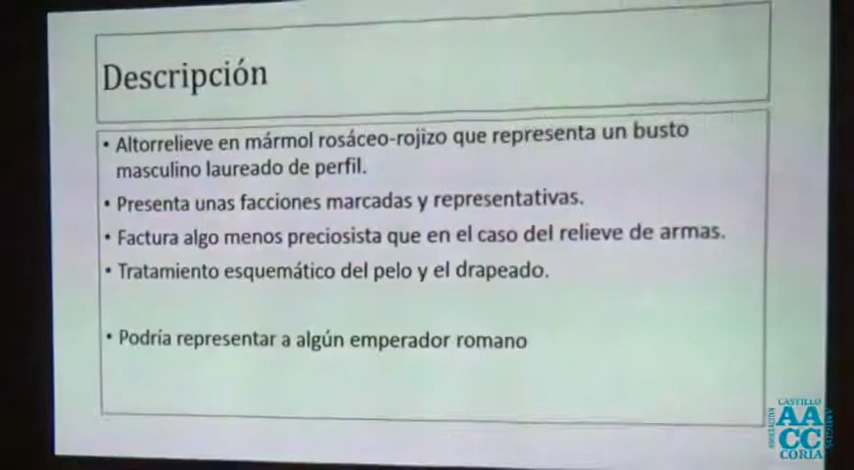 Descripción
• Altorrelieve en mármol rosáceo-rojizo que representa un busto
masculino laureado de perfil.
• Presenta unas facciones marcadas y representativas.
• Factura algo menos preciosista que en el caso del relieve de armas.
• Tratamiento esquemático del pelo y el drapeado.
• Podría representar a algún emperador romano
CASTILLO
AA
CC
CORIA
AMIGOS